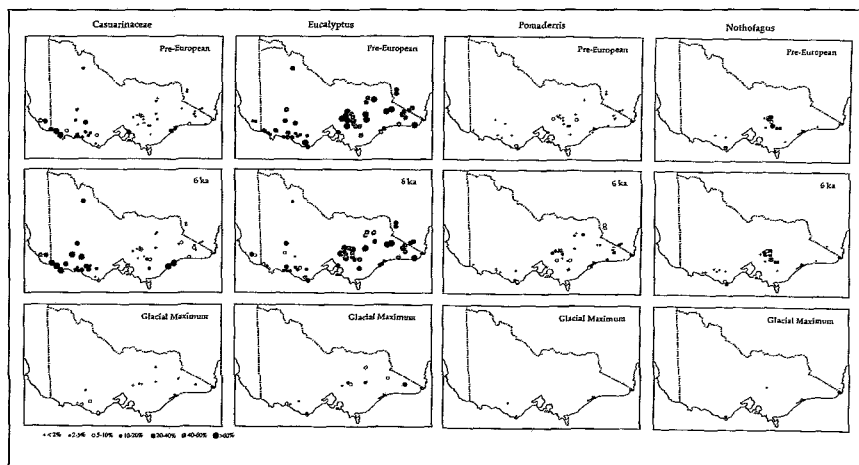 Casuarinaceae
Eucalyptus
Pomaderris
Nothofagus
Pre-European
Pre-European
Pre-European
Pre-European
6 ka
6 ka
6 ka
6 ka
Glacial Maximum
Glacial Maximum
Glacial Maximum
Glacial Maximum
<2% 2-5% 5-10% 10-20% 20-40% 40-60% >60%